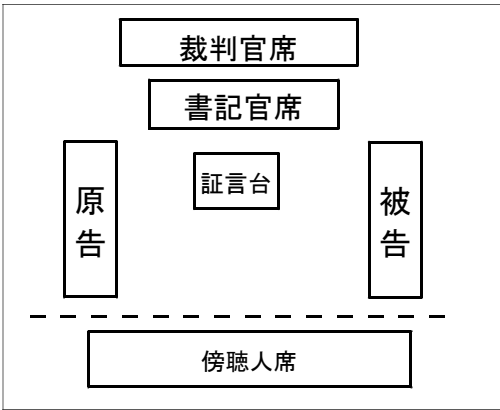 裁判官席
書記官席
証言台
原告
被告
傍聴人席